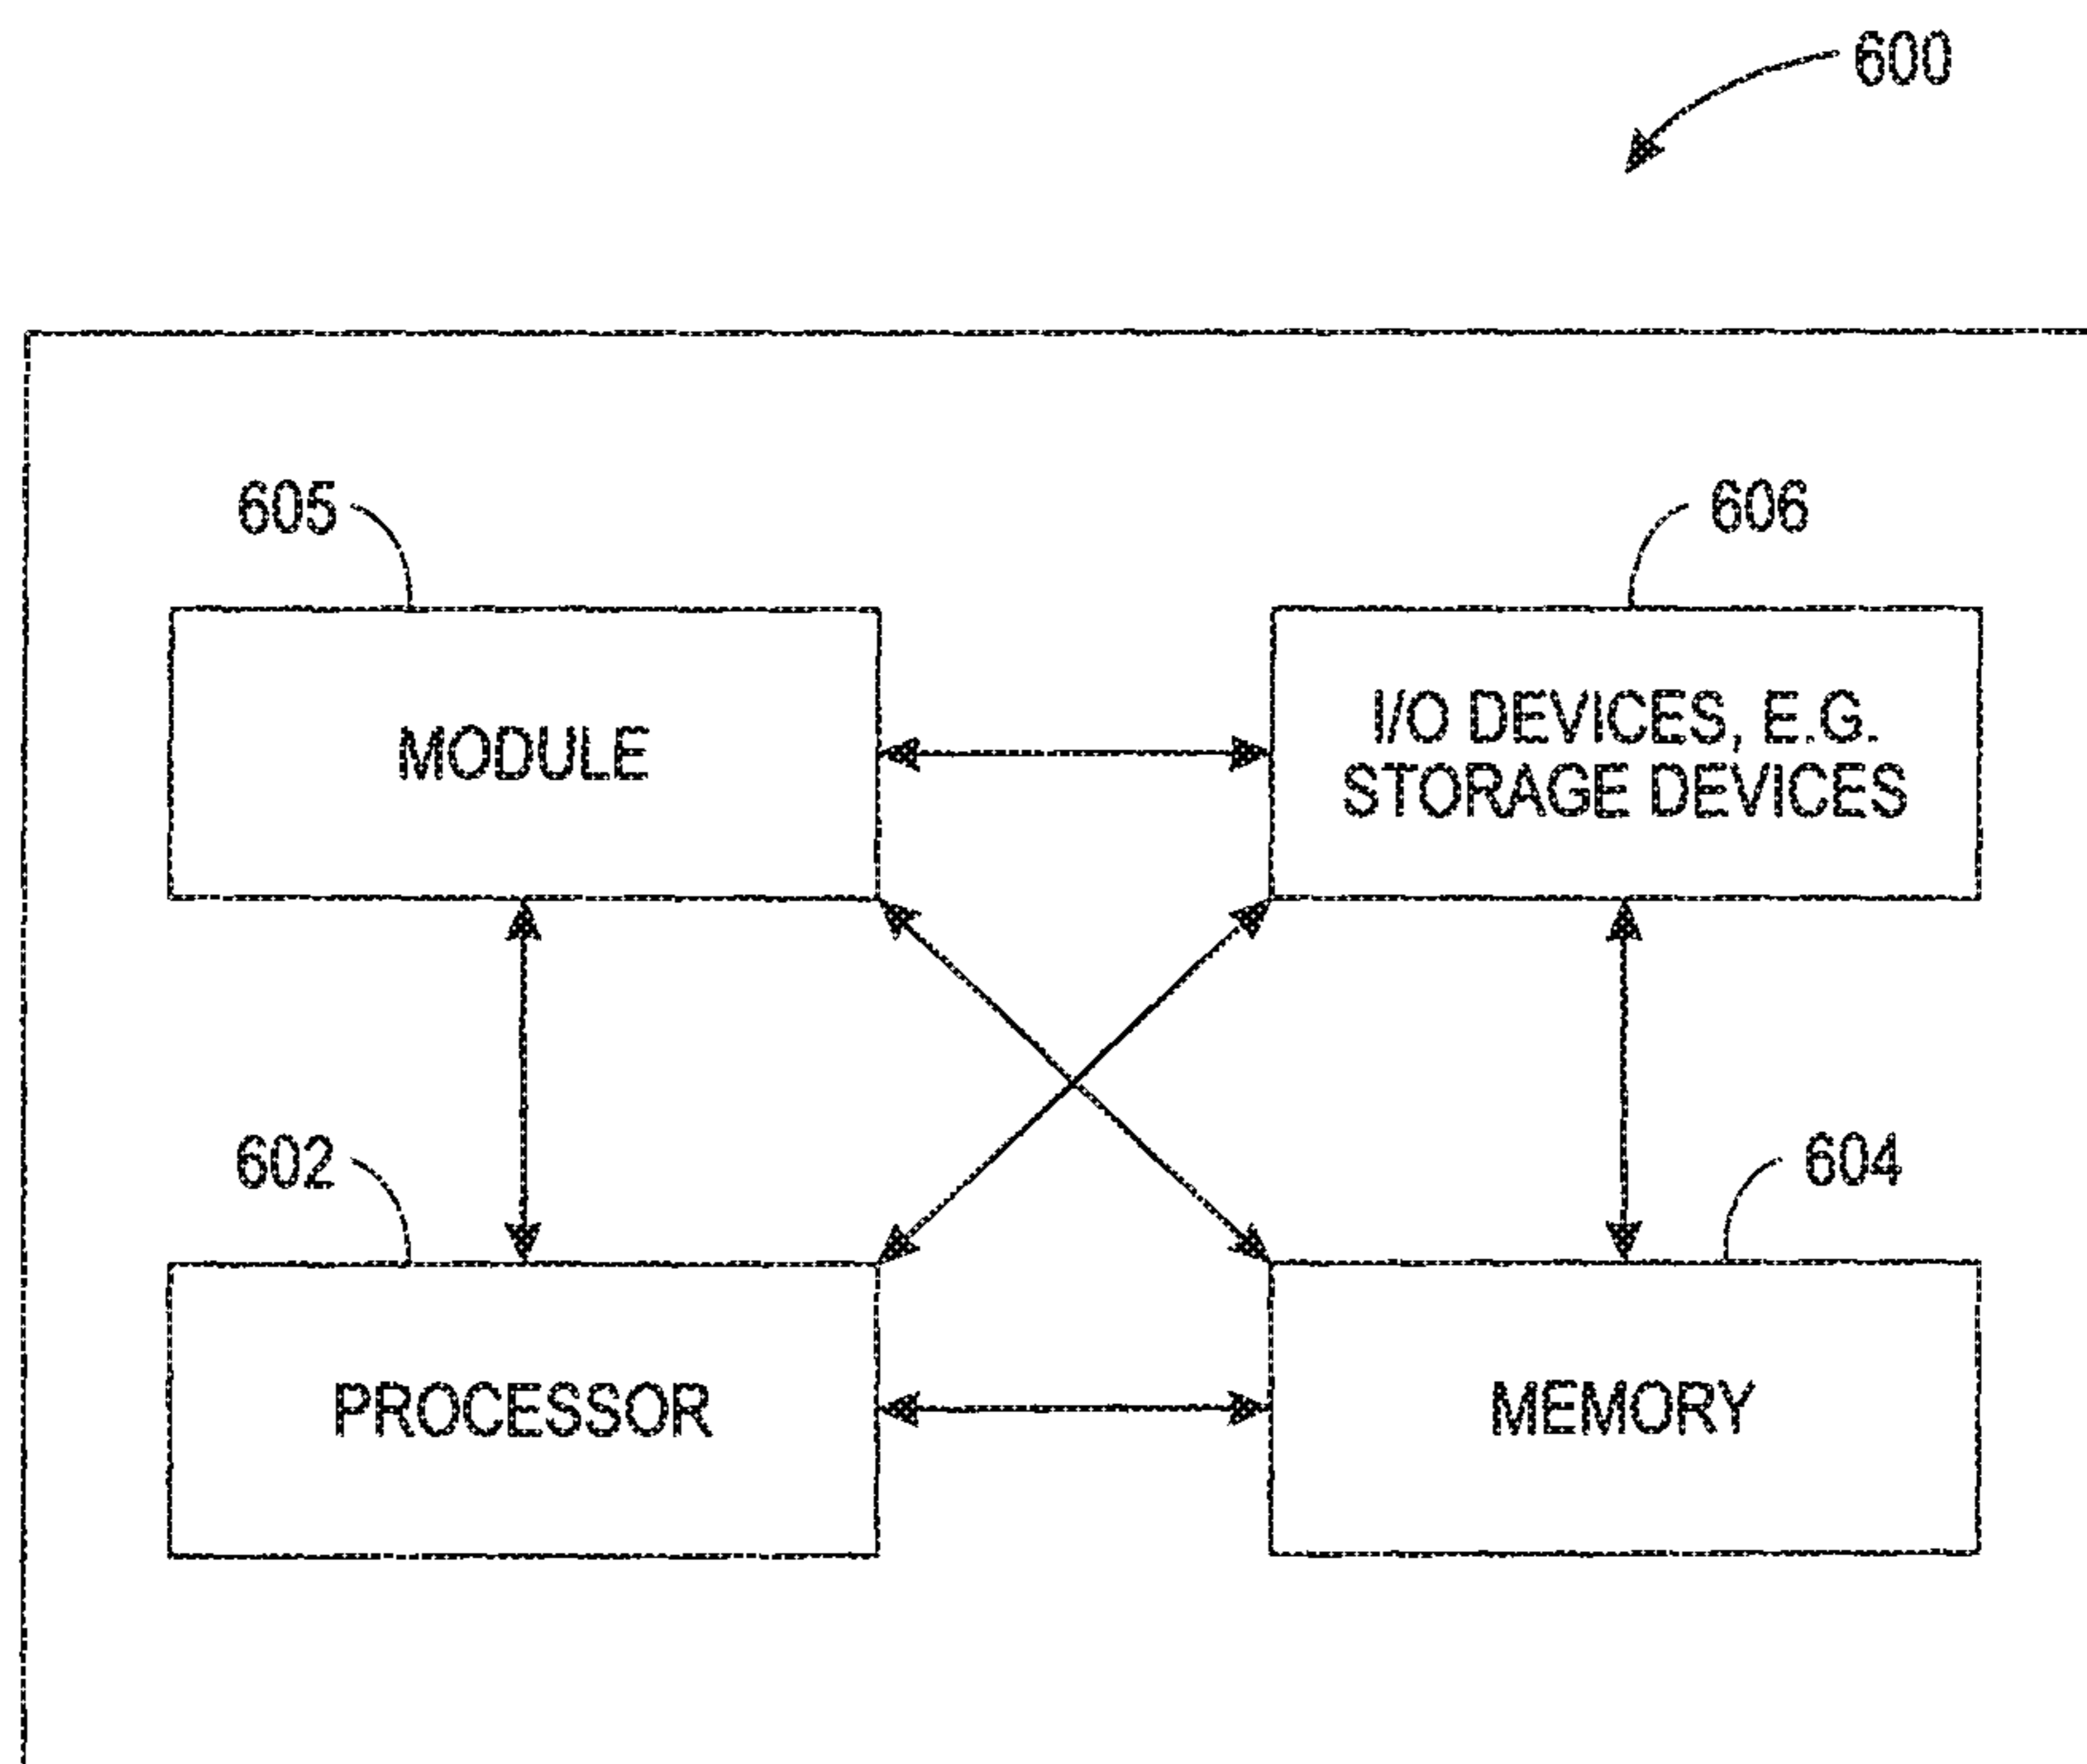 600
605
606
MODULE
I/O DEVICES, E.G.
STORAGE DEVICES
602
604
PROCESSOR
MEMORY